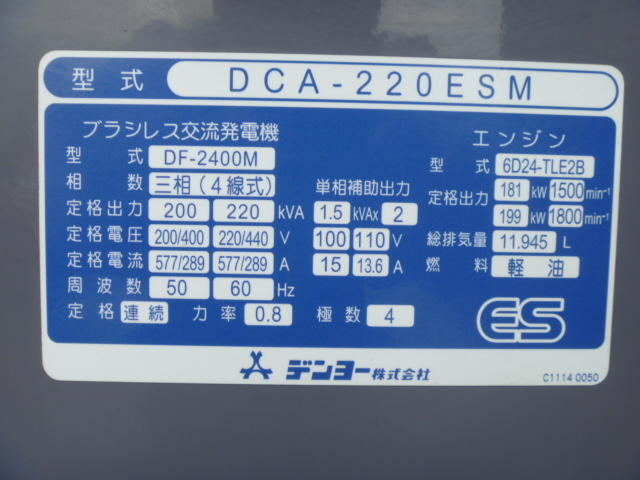 型式 DCA-220ESM
ブラシレス交流発電機
型式 DF-2400M
相数 三相(4線式)
定格出力 200 220 kVA
定格電圧 200/400 220/440 V
定格電流 577/289 577/289 A
周波数 50 60 Hz
定格 連続 力率 0.8 極数 4
単相補助出力
1.5 kVAx 2
100 110 V
15 13.6 A
エンジン
型式 6D24-TLE2B
定格出力 181 kW 1500 min⁻¹
199 kW 1800 min⁻¹
総排気量 11.945 L
燃料 軽油
ES
デンヨー株式会社
C1114 0050